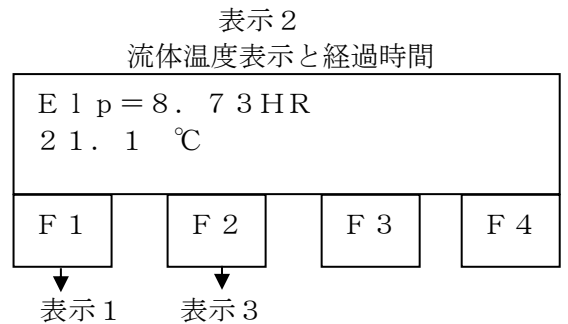 表示２
流体温度表示と経過時間
Ｅｌｐ＝８．７３ＨＲ
２１．１ ℃
Ｆ１ Ｆ２ Ｆ３ Ｆ４
表示１ 表示３